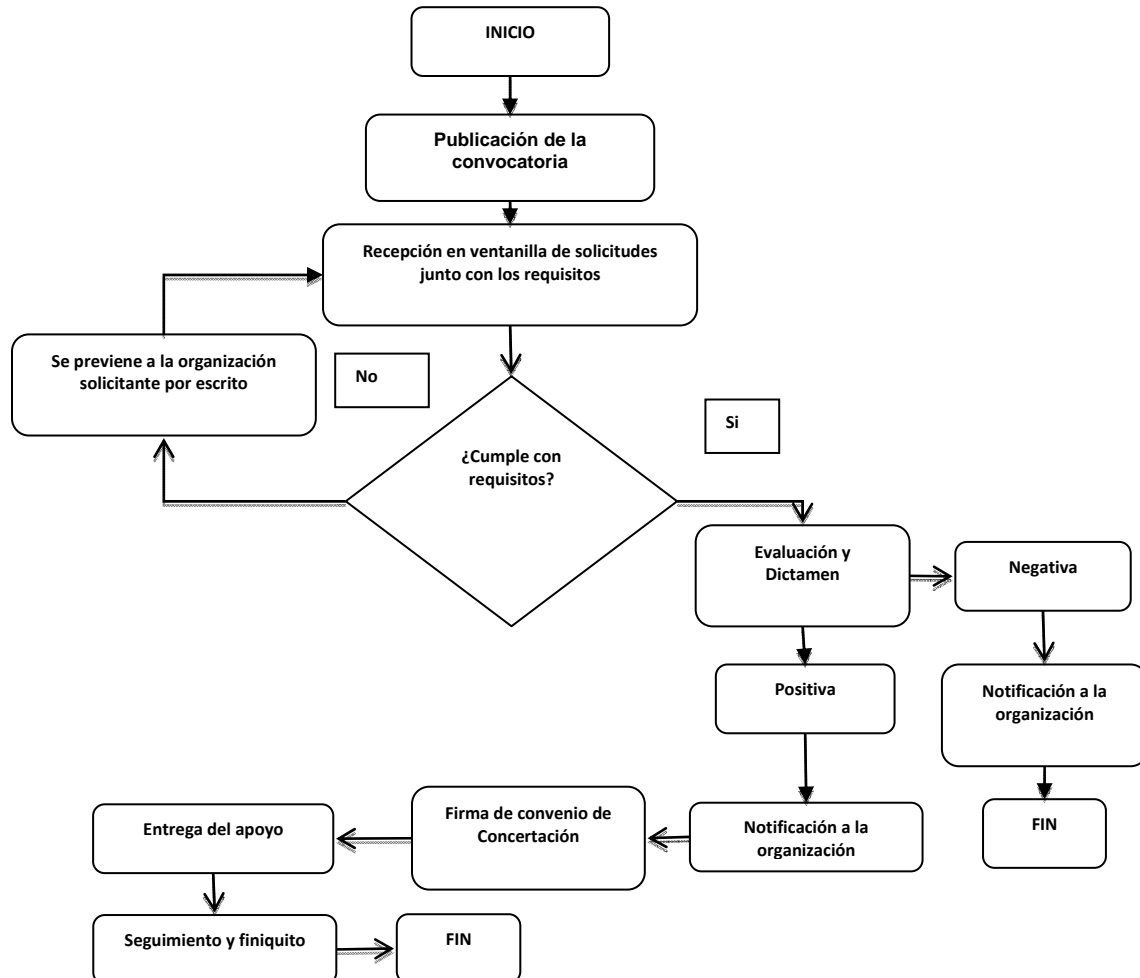 INICIO
Publicación de la
convocatoria
Recepción en ventanilla de solicitudes
junto con los requisitos
Se previene a la organización
solicitante por escrito
No
Si
¿Cumple con
requisitos?
Evaluación y
Dictamen
Negativa
Positiva
Notificación a la
organización
FIN
Notificación a la
organización
Firma de convenio de
Concertación
Entrega del apoyo
Seguimiento y finiquito
FIN